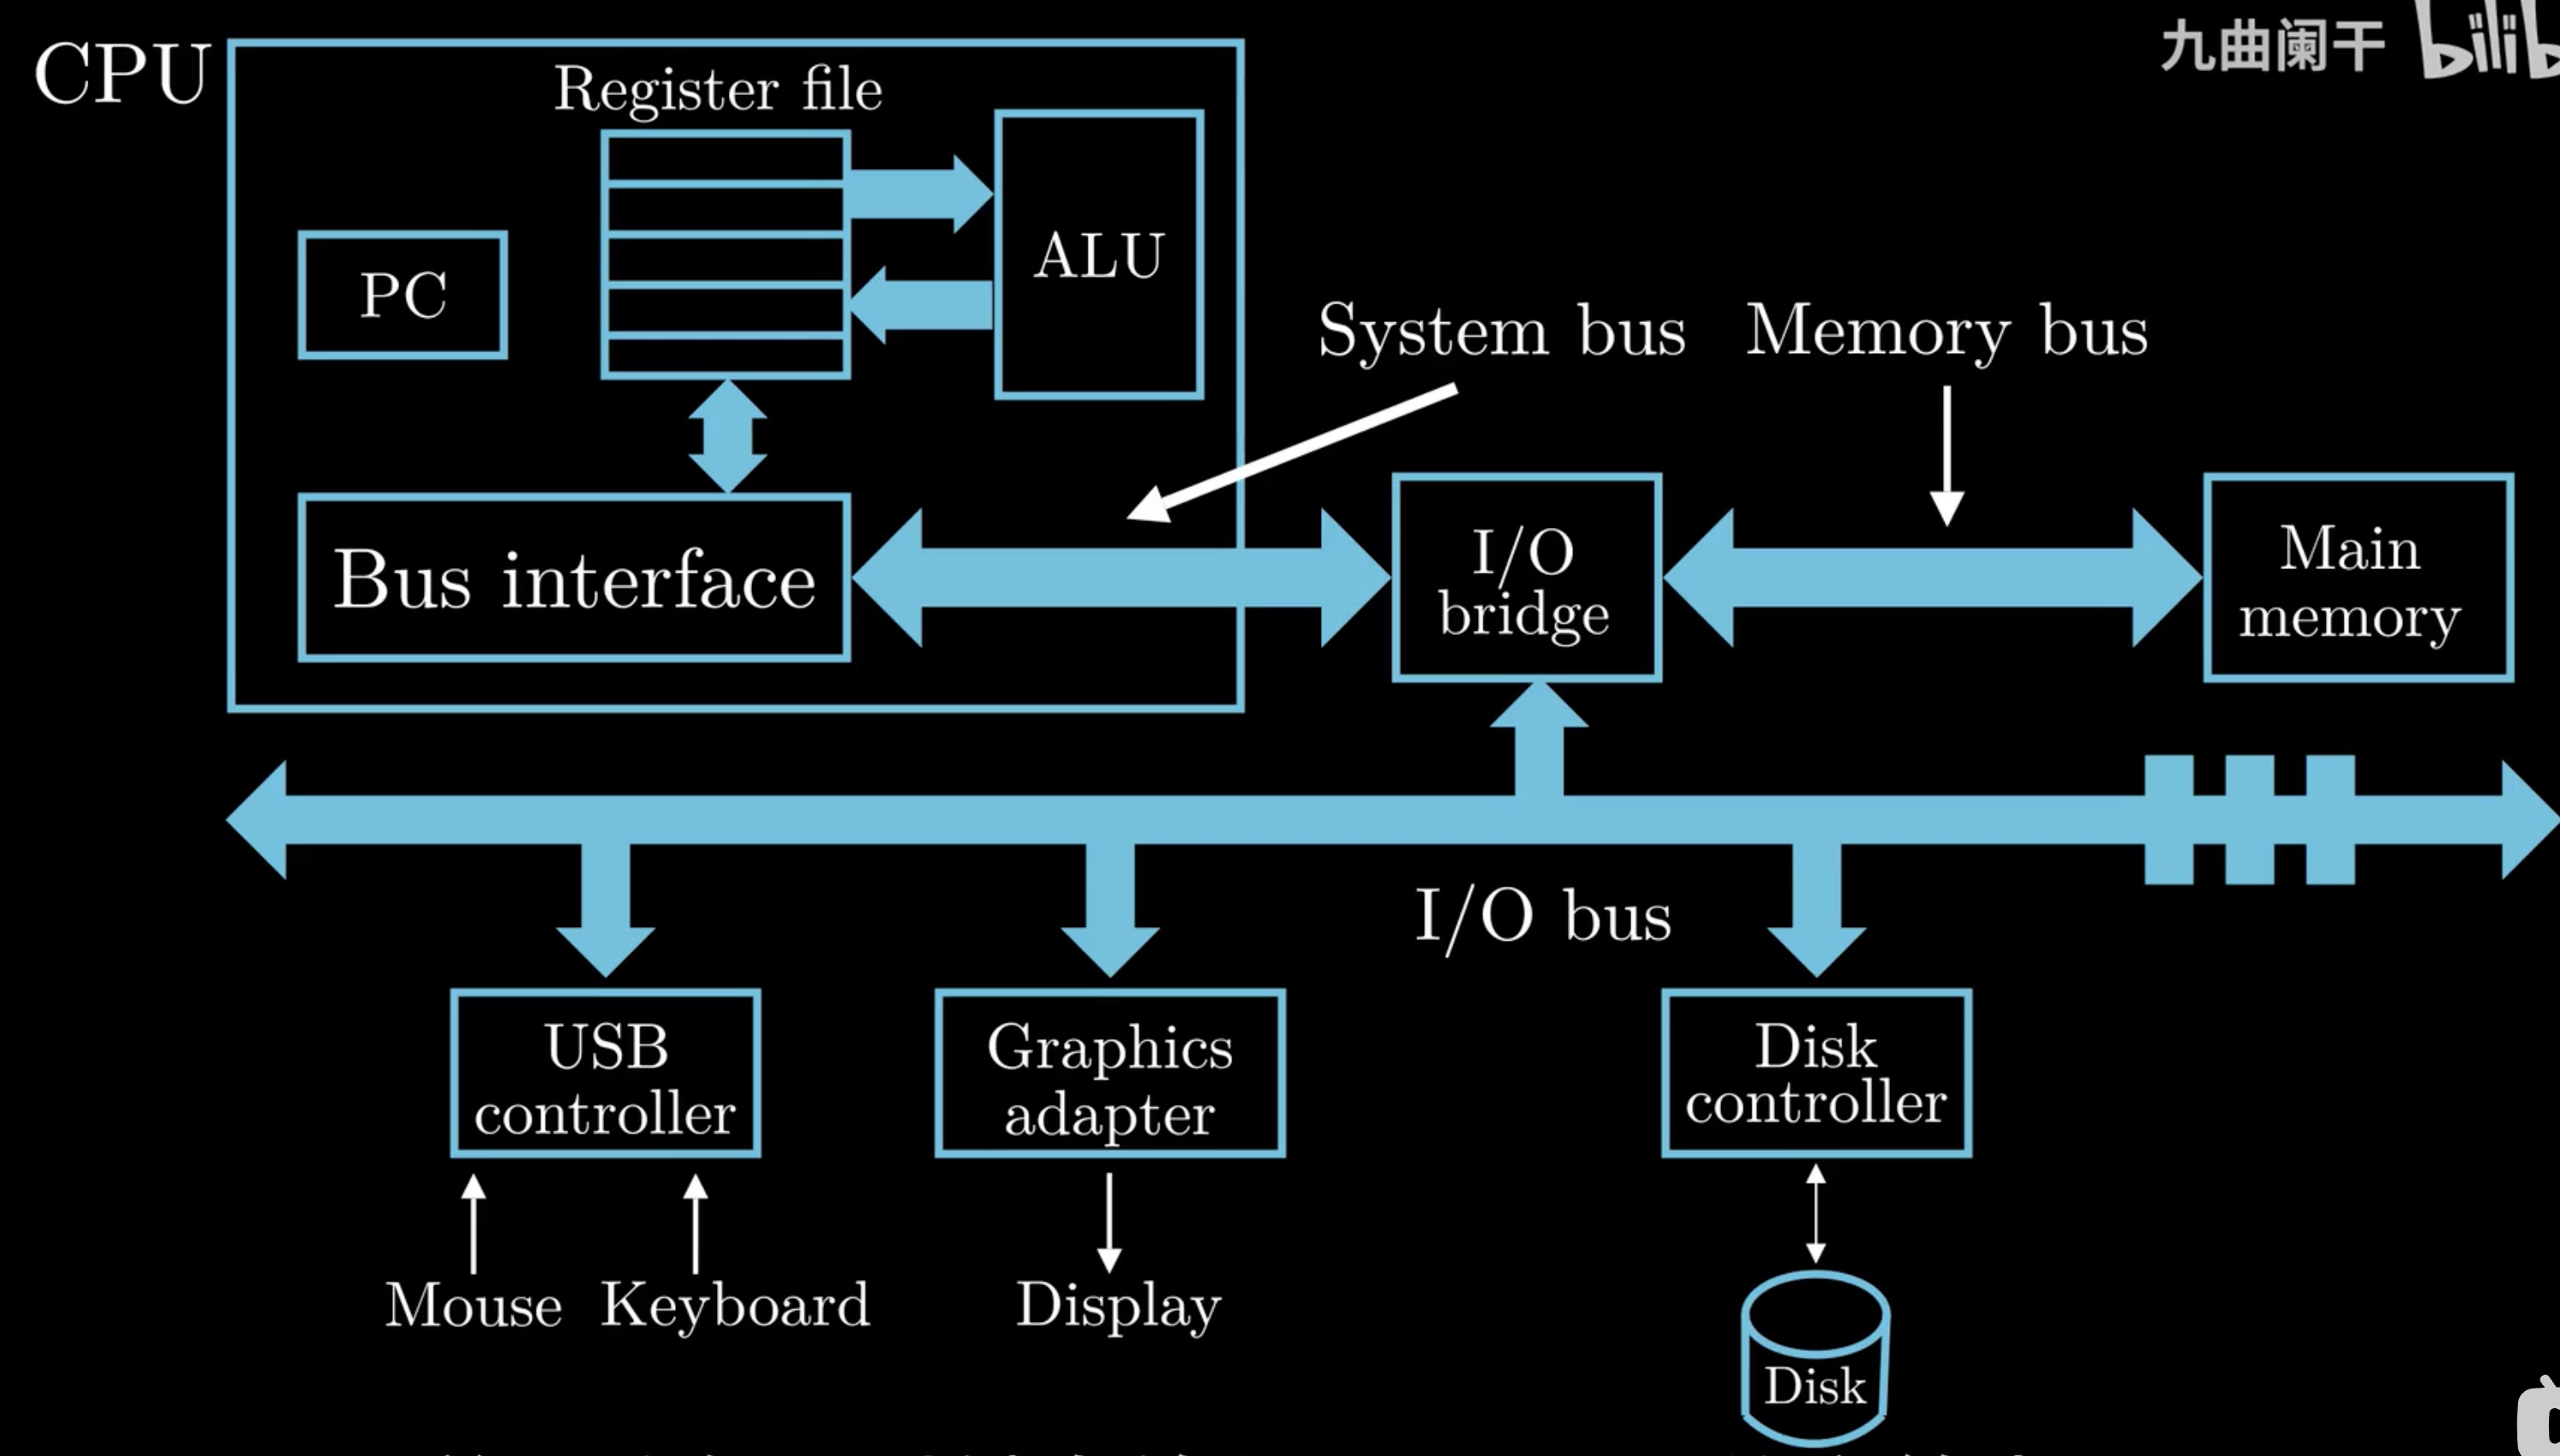 CPU
九曲阑干
Register file
PC
ALU
System bus
Memory bus
Bus interface
I/O
bridge
Main
memory
I/O bus
USB
controller
Graphics
adapter
Disk
controller
Mouse
Keyboard
Display
Disk